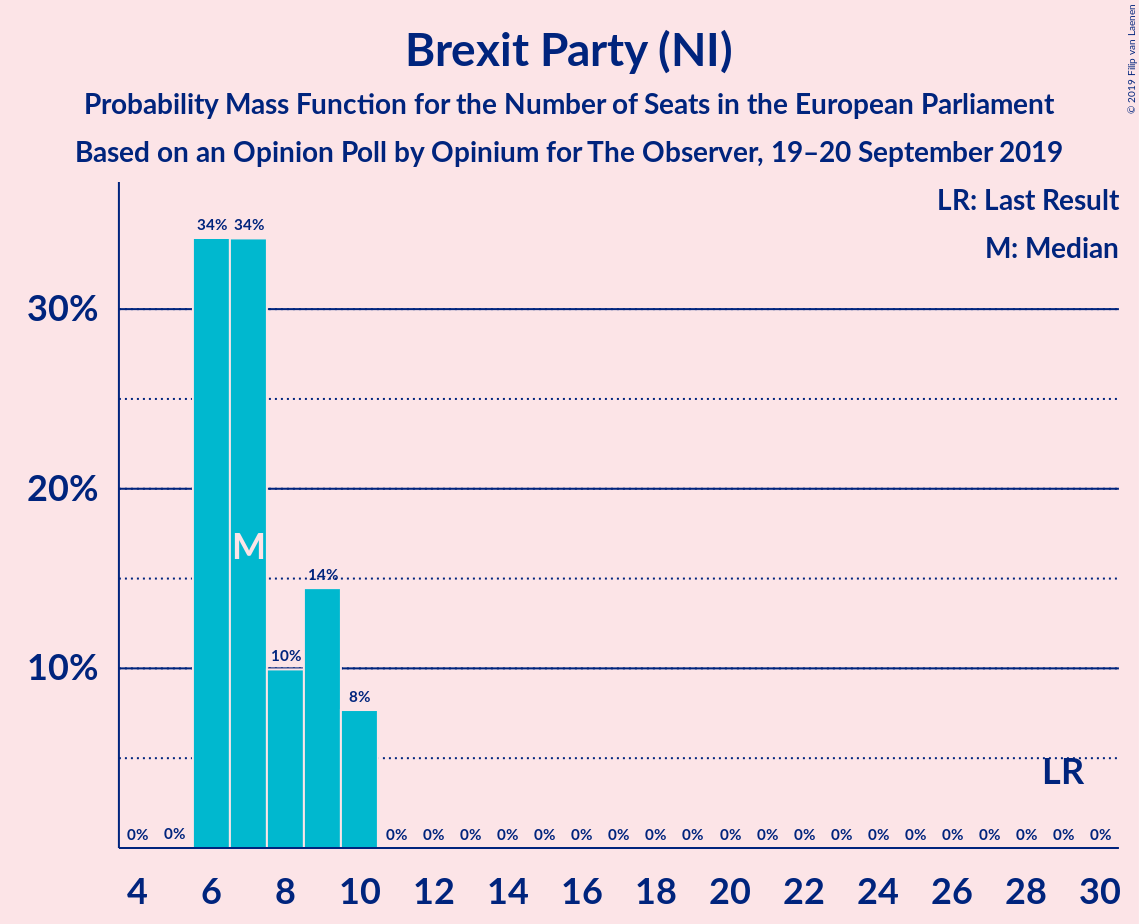 Brexit Party (NI)
Probability Mass Function for the Number of Seats in the European Parliament
Based on an Opinion Poll by Opinium for The Observer, 19–20 September 2019
© 2019 Filip van Laenen
LR: Last Result
M: Median
34% 34%
30%
20%
M
14%
10%
10%
8%
LR
0% 0% 0% 0% 0% 0% 0% 0% 0% 0% 0% 0% 0% 0% 0% 0% 0% 0% 0% 0% 0% 0%
4 6 8 10 12 14 16 18 20 22 24 26 28 30